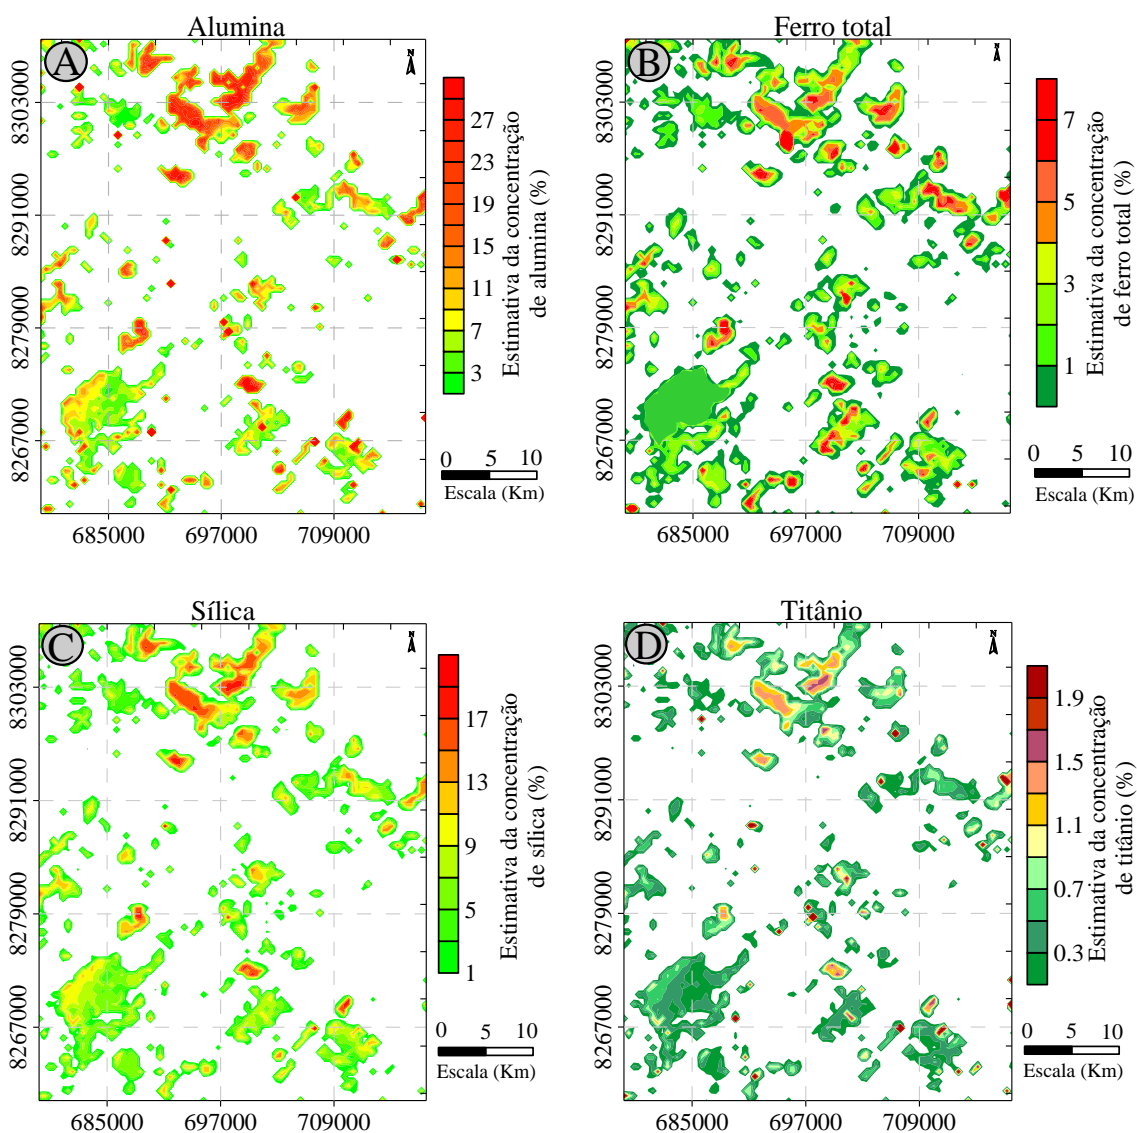 Alumina
A
N
8303000
8291000
8279000
8267000
685000 697000 709000
27
23
19
15
11
7
3
Estimativa da concentração
de alumina (%)
0 5 10
Escala (Km)
Ferro total
B
N
8303000
8291000
8279000
8267000
685000 697000 709000
7
5
3
1
Estimativa da concentração
de ferro total (%)
0 5 10
Escala (Km)
Sílica
C
N
8303000
8291000
8279000
8267000
685000 697000 709000
17
13
9
5
1
Estimativa da concentração
de sílica (%)
0 5 10
Escala (Km)
Titânio
D
N
8303000
8291000
8279000
8267000
685000 697000 709000
1.9
1.5
1.1
0.7
0.3
Estimativa da concentração
de titânio (%)
0 5 10
Escala (Km)